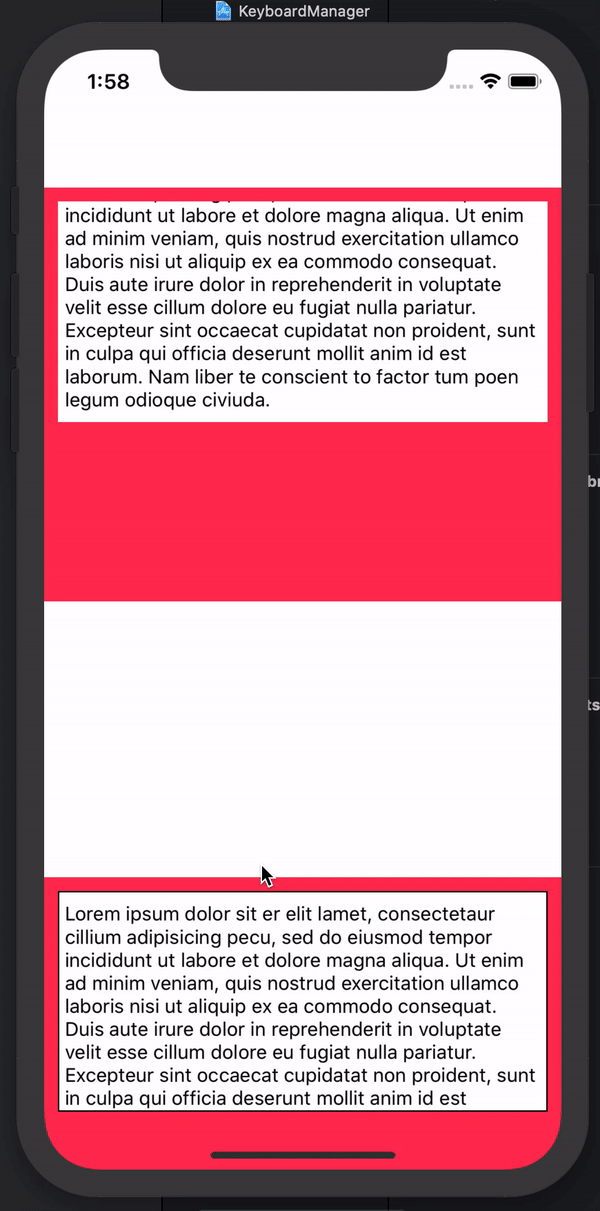 KeyboardManager
1:58
incididunt ut labore et dolore magna aliqua. Ut enim
ad minim veniam, quis nostrud exercitation ullamco
laboris nisi ut aliquip ex ea commodo consequat.
Duis aute irure dolor in reprehenderit in voluptate
velit esse cillum dolore eu fugiat nulla pariatur.
Excepteur sint occaecat cupidatat non proident, sunt
in culpa qui officia deserunt mollit anim id est
laborum. Nam liber te conscient to factor tum poen
legum odioque civiuda.
Lorem ipsum dolor sit er elit lamet, consectetaur
cillium adipisicing pecu, sed do eiusmod tempor
incididunt ut labore et dolore magna aliqua. Ut enim
ad minim veniam, quis nostrud exercitation ullamco
laboris nisi ut aliquip ex ea commodo consequat.
Duis aute irure dolor in reprehenderit in voluptate
velit esse cillum dolore eu fugiat nulla pariatur.
Excepteur sint occaecat cupidatat non proident, sunt
in culpa qui officia deserunt mollit anim id est